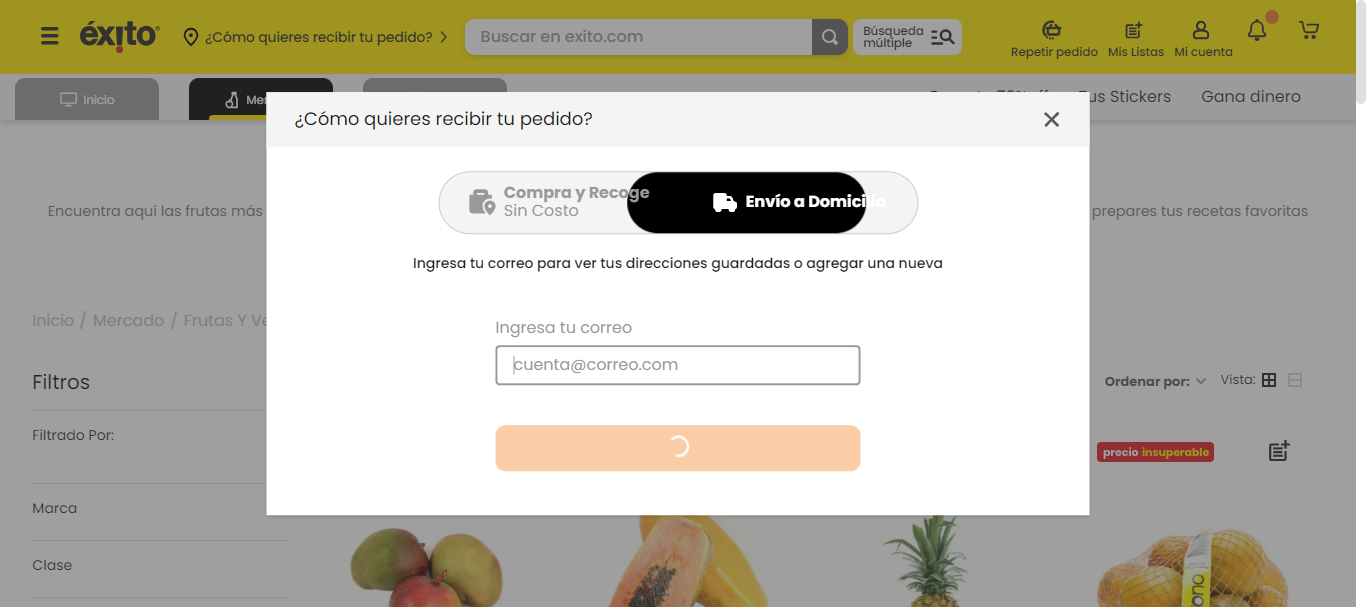 éxito
¿Cómo quieres recibir tu pedido?
Buscar en exito.com
Búsqueda
múltiple
Repetir pedido
Mis Listas
Mi cuenta
Inicio
Tus Stickers
Gana dinero
¿Cómo quieres recibir tu pedido?
Compra y Recoge
Sin Costo
Envío a Domicilio
Encuentra aquí las frutas más
prepares tus recetas favoritas
Ingresa tu correo para ver tus direcciones guardadas o agregar una nueva
Inicio / Mercado / Frutas Y Ve
Ingresa tu correo
cuenta@correo.com
Filtros
Ordenar por:
Vista:
Filtrado Por:
precio insuperable
Marca
Clase